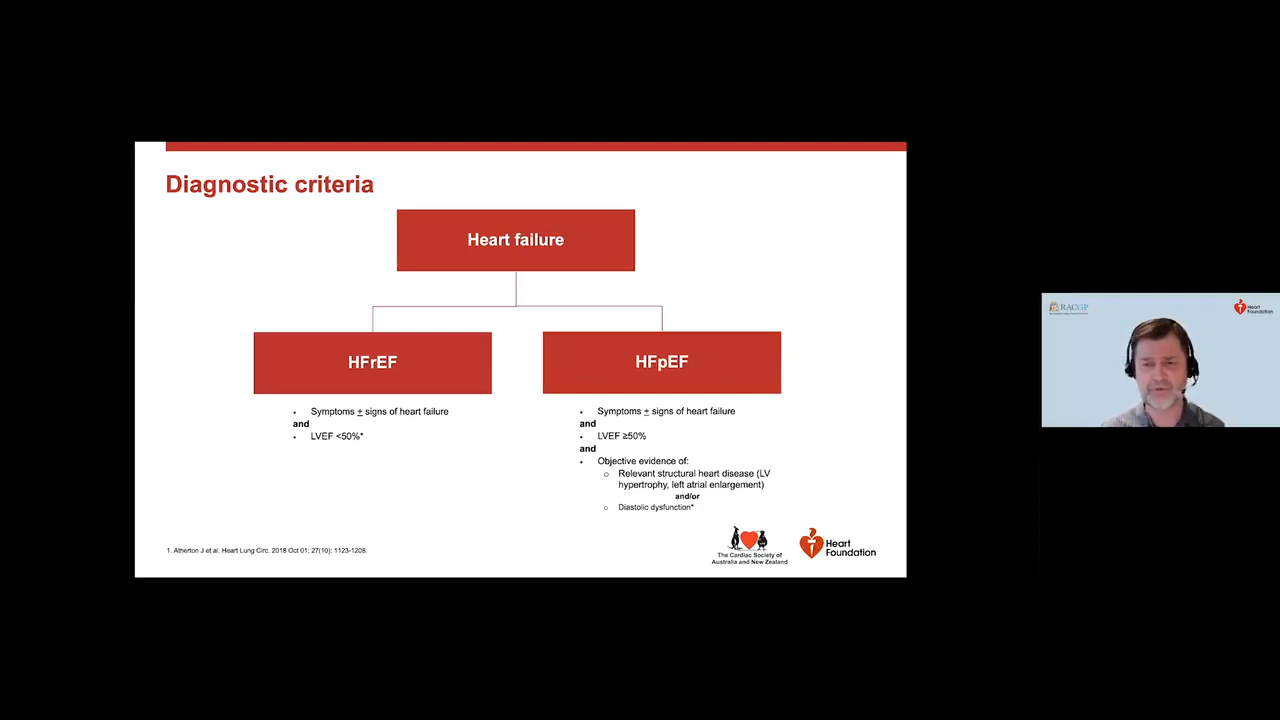 Diagnostic criteria
Heart failure
HFrEF
HFpEF
• Symptoms + signs of heart failure
and
• LVEF <50%*
• Symptoms + signs of heart failure
and
• LVEF ≥50%
and
• Objective evidence of:
o Relevant structural heart disease (LV
hypertrophy, left atrial enlargement)
and/or
o Diastolic dysfunction*
1. Atherton J et al. Heart Lung Circ. 2018 Oct 01; 27(10): 1123-1208.
The Cardiac Society of
Australia and New Zealand
Heart
Foundation
RACGP
Heart
Foundation